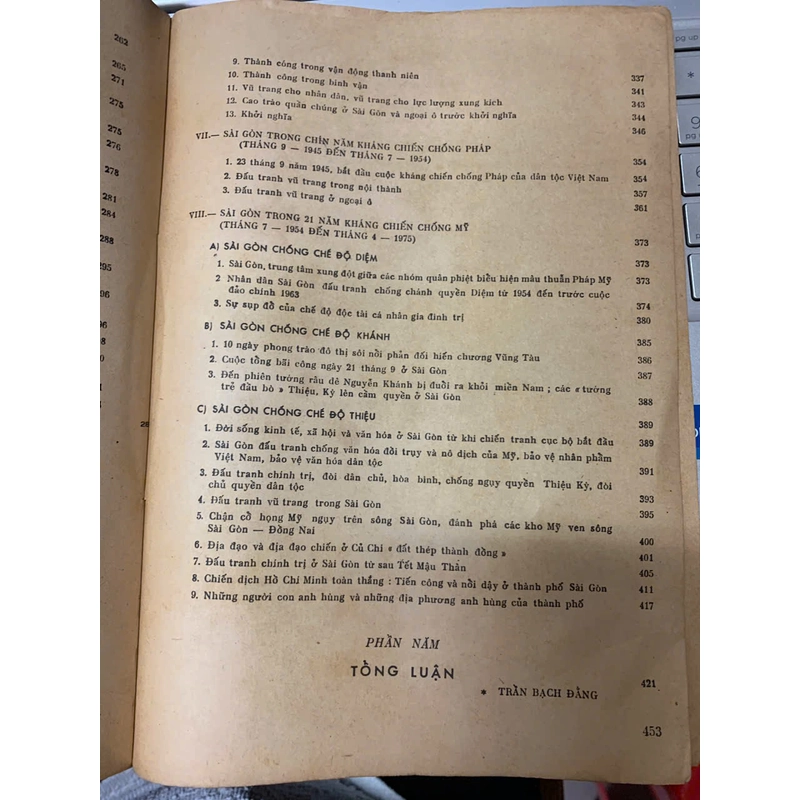 262
265
271
275
275
276
278
281
284
288
295
296
9. Thành công trong vận động thanh niên 337
10. Thành công trong binh vận 341
11. Vũ trang cho nhân dân, vũ trang cho lực lượng xung kích 343
12. Cao trào quần chúng ở Sài Gòn và ngoại ô trước khởi nghĩa 344
13. Khởi nghĩa 346
VII.— SÀI GÒN TRONG CHÍN NĂM KHÁNG CHIẾN CHỐNG PHÁP
(THÁNG 9 — 1945 ĐẾN THÁNG 7 — 1954) 354
1. 23 tháng 9 năm 1945, bắt đầu cuộc kháng chiến chống Pháp của dân tộc Việt Nam 354
2. Đấu tranh vũ trang trong nội thành 357
3. Đấu tranh vũ trang ở ngoại ô 361
VIII.— SÀI GÒN TRONG 21 NĂM KHÁNG CHIẾN CHỐNG MỸ
(THÁNG 7 — 1954 ĐẾN THÁNG 4 — 1975) 373
A) SÀI GÒN CHỐNG CHẾ ĐỘ DIỆM 373
1. Sài Gòn, trung tâm xung đột giữa các nhóm quân phiệt biểu hiện mâu thuẫn Pháp Mỹ 373
2 Nhân dân Sài Gòn đấu tranh chống chánh quyền Diệm từ 1954 đến trước cuộc
đảo chính 1963 374
3. Sự sụp đổ của chế độ độc tài cá nhân gia đình trị 380
B) SÀI GÒN CHỐNG CHẾ ĐỘ KHÁNH 385
1. 10 ngày phong trào đô thị sôi nổi phản đối hiến chương Vũng Tàu 386
2. Cuộc tổng bãi công ngày 21 tháng 9 ở Sài Gòn 387
3. Đến phiên tướng râu dê Nguyễn Khánh bị đuổi ra khỏi miền Nam ; các « tướng
trẻ đầu bò » Thiệu, Kỳ lên cầm quyền ở Sài Gòn 388
C) SÀI GÒN CHỐNG CHẾ ĐỘ THIỆU 389
1. Đời sống kinh tế, xã hội và văn hóa ở Sài Gòn từ khi chiến tranh cục bộ bắt đầu 389
2. Sài Gòn đấu tranh chống văn hóa đồi trụy và nô dịch của Mỹ, bảo vệ nhân phẩm
Việt Nam, bảo vệ văn hóa dân tộc 391
3. Đấu tranh chính trị, đòi dân chủ, hòa bình, chống ngụy quyền Thiệu Kỳ, đòi
chủ quyền dân tộc 393
4. Đấu tranh vũ trang trong Sài Gòn 395
5. Chặn cổ họng Mỹ ngụy trên sông Sài Gòn, đánh phá các kho Mỹ ven sông
Sài Gòn — Đồng Nai 400
6. Địa đạo và địa đạo chiến ở Củ Chi « đất thép thành đồng » 401
7. Đấu tranh chính trị ở Sài Gòn từ sau Tết Mậu Thân 405
8. Chiến dịch Hồ Chí Minh toàn thắng : Tiến công và nổi dậy ở thành phố Sài Gòn 411
9. Những người con anh hùng và những địa phương anh hùng của thành phố 417
PHẦN NĂM
TỔNG LUẬN 421
* TRẦN BẠCH ĐẰNG
453